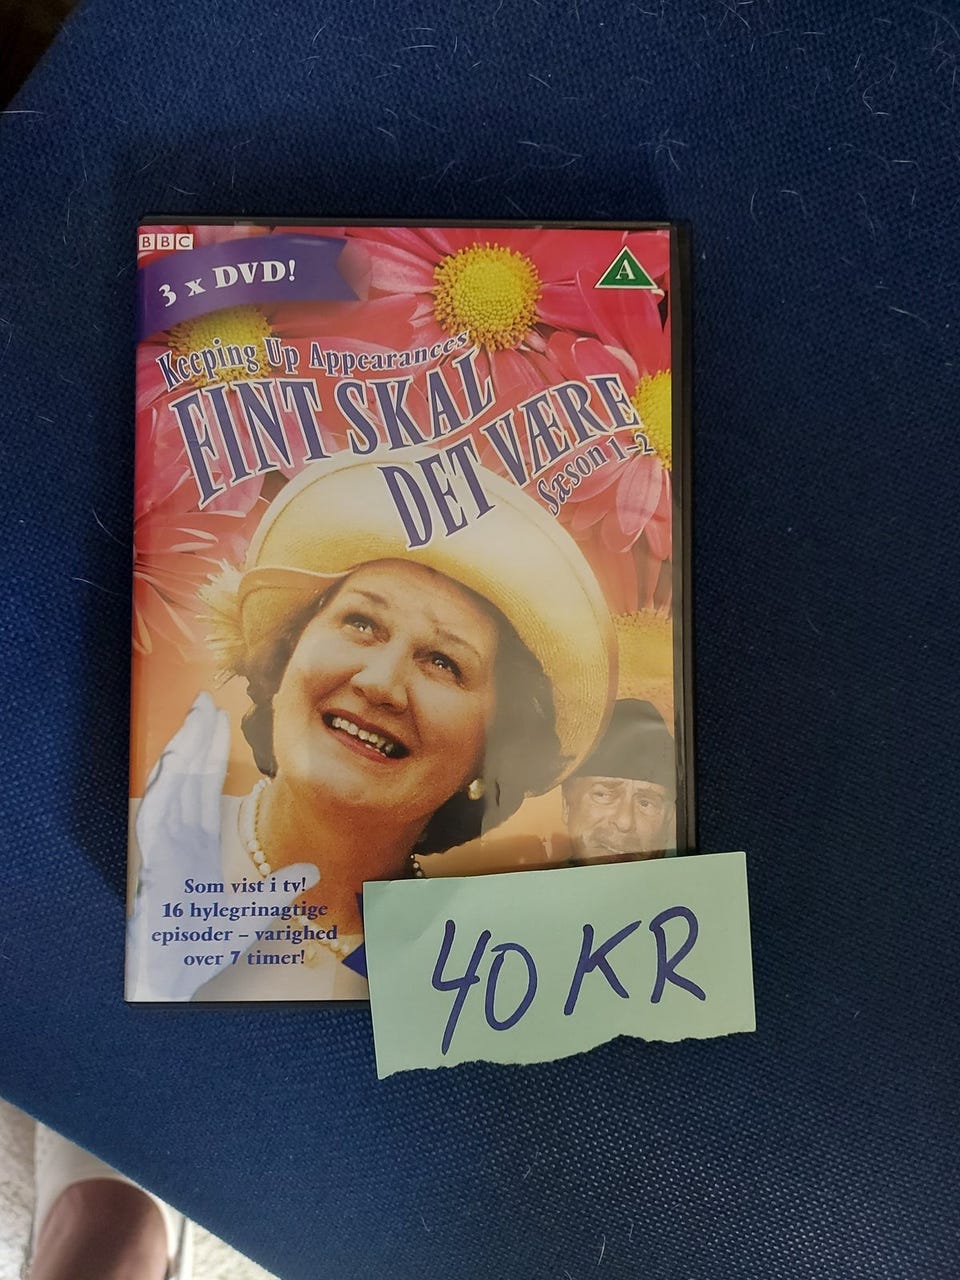 BBC
3 x DVD!
A
Keeping Up Appearances
FINT SKAL
DET VÆRE
Sæson 1-2
Som vist i tv!
16 hylegrinagtige
episoder – varighed
over 7 timer!
40 KR